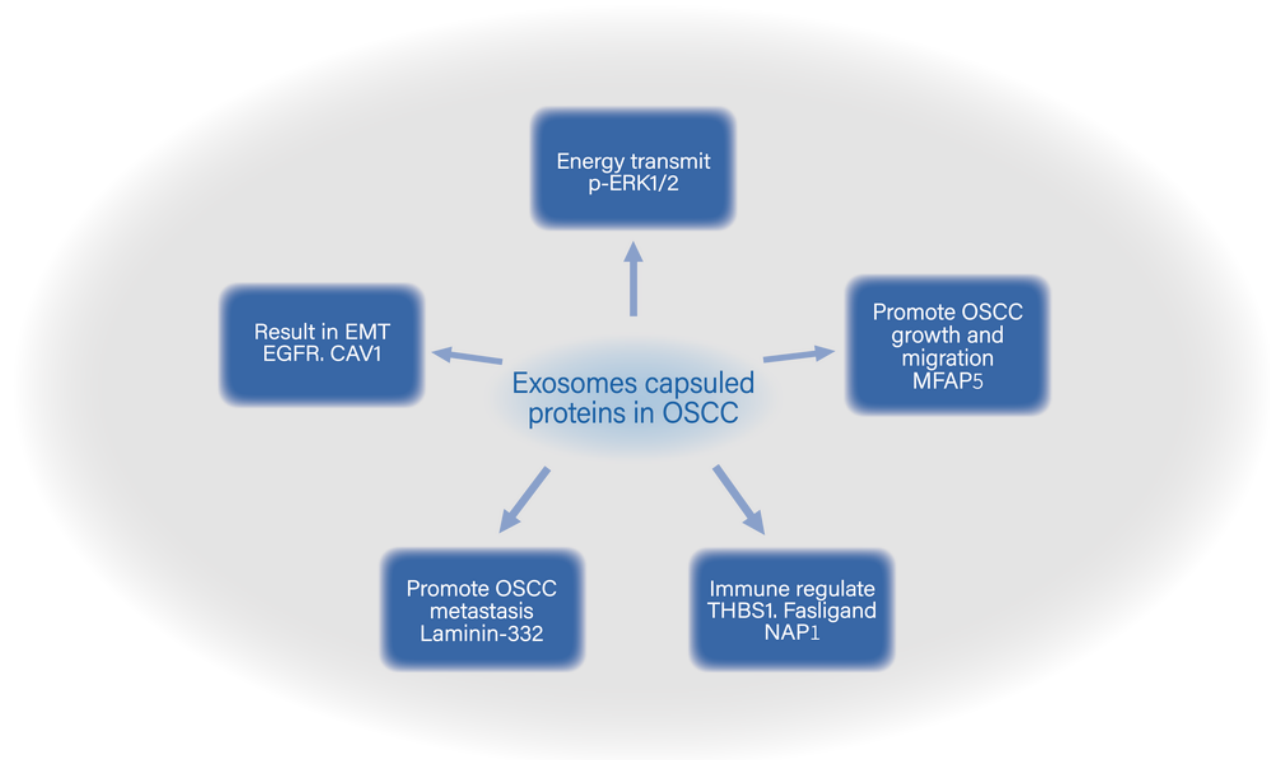 Energy transmit
p-ERK1/2
Result in EMT
EGFR. CAV1
Promote OSCC
growth and
migration
MFAP5
Exosomes capsuled
proteins in OSCC
Promote OSCC
metastasis
Laminin-332
Immune regulate
THBS1. Fasligand
NAP1